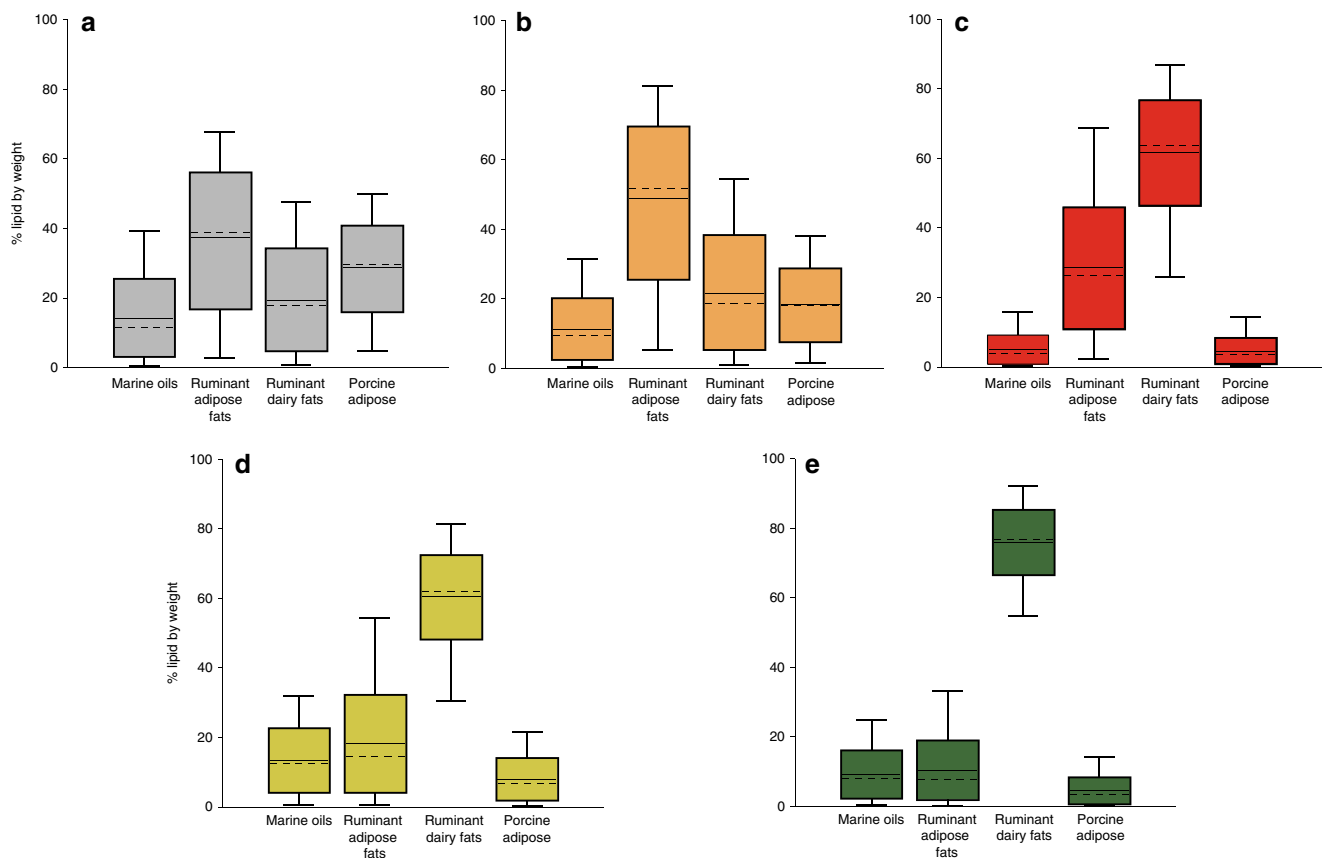 a
100
80
60
40
20
0
% lipid by weight
Marine oils
Ruminant
adipose
fats
Ruminant
dairy fats
Porcine
adipose
b
100
80
60
40
20
0
Marine oils
Ruminant
adipose
fats
Ruminant
dairy fats
Porcine
adipose
c
100
80
60
40
20
0
Marine oils
Ruminant
adipose
fats
Ruminant
dairy fats
Porcine
adipose
d
100
80
60
40
20
0
% lipid by weight
Marine oils
Ruminant
adipose
fats
Ruminant
dairy fats
Porcine
adipose
e
100
80
60
40
20
0
Marine oils
Ruminant
adipose
fats
Ruminant
dairy fats
Porcine
adipose